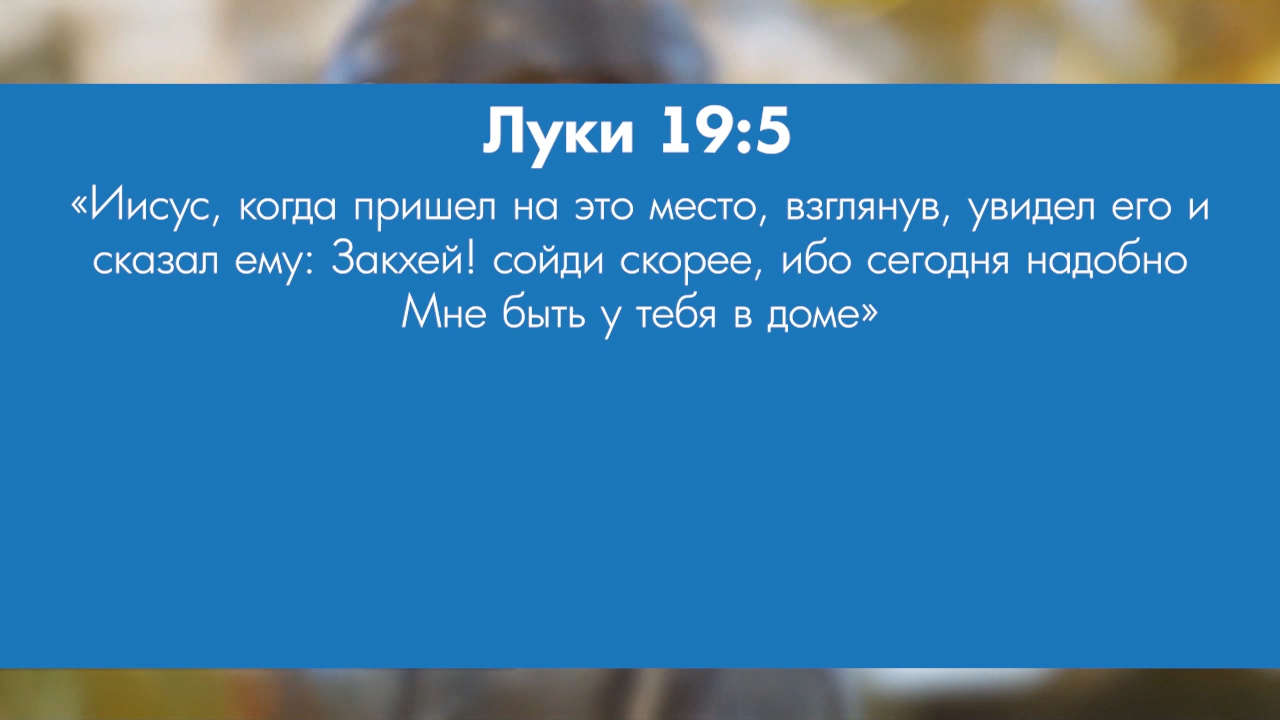 Луки 19:5
«Иисус, когда пришел на это место, взглянув, увидел его и
сказал ему: Закхей! сойди скорее, ибо сегодня надобно
Мне быть у тебя в доме»